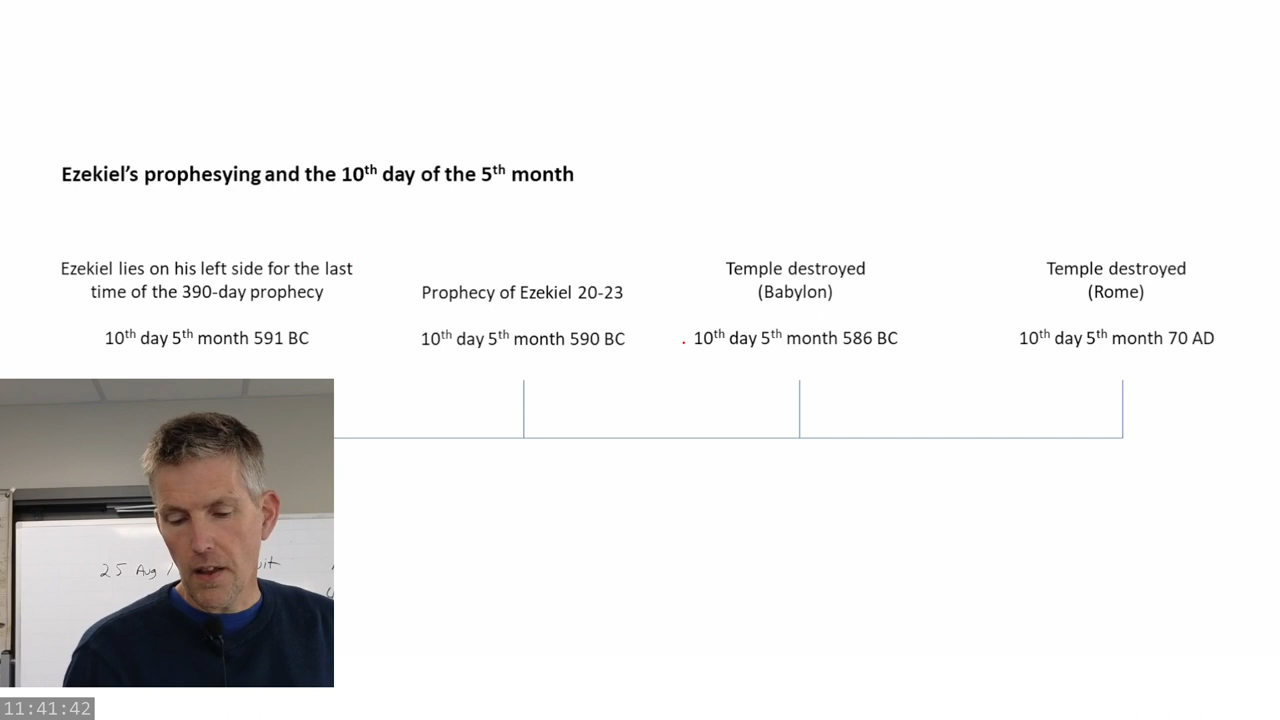 Ezekiel's prophesying and the 10th day of the 5th month
Ezekiel lies on his left side for the last
time of the 390-day prophecy
10th day 5th month 591 BC
Prophecy of Ezekiel 20-23
10th day 5th month 590 BC
Temple destroyed
(Babylon)
. 10th day 5th month 586 BC
Temple destroyed
(Rome)
10th day 5th month 70 AD
25 Aug
11:41:42